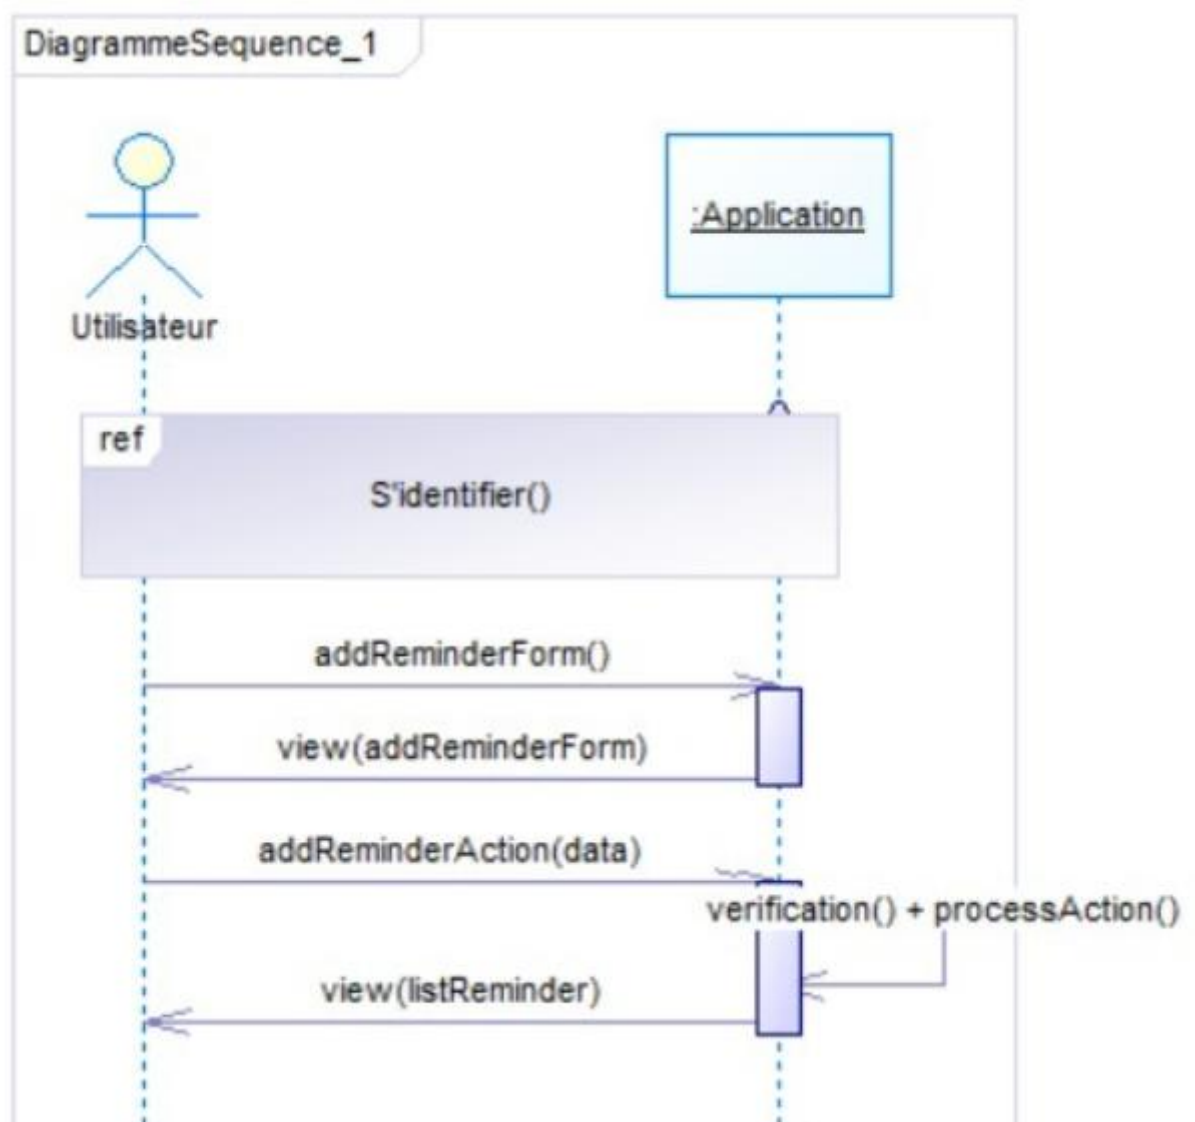 DiagrammeSequence_1
:Application
Utilisateur
ref
S'identifier()
addReminderForm()
view(addReminderForm)
addReminderAction(data)
verification() + processAction()
view(listReminder)